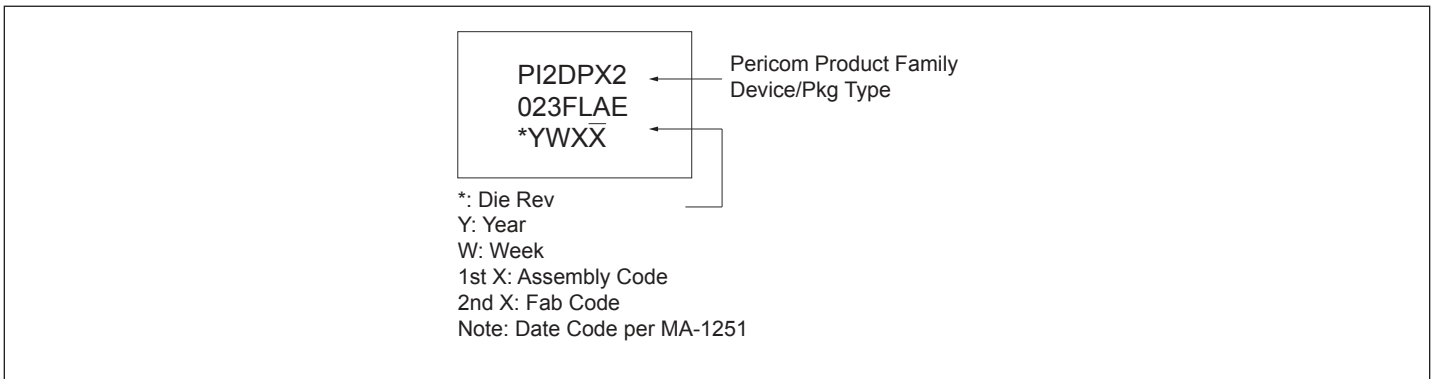 PI2DPX2
023FLAE
*YWXX̅
Pericom Product Family
Device/Pkg Type
*: Die Rev
Y: Year
W: Week
1st X: Assembly Code
2nd X: Fab Code
Note: Date Code per MA-1251